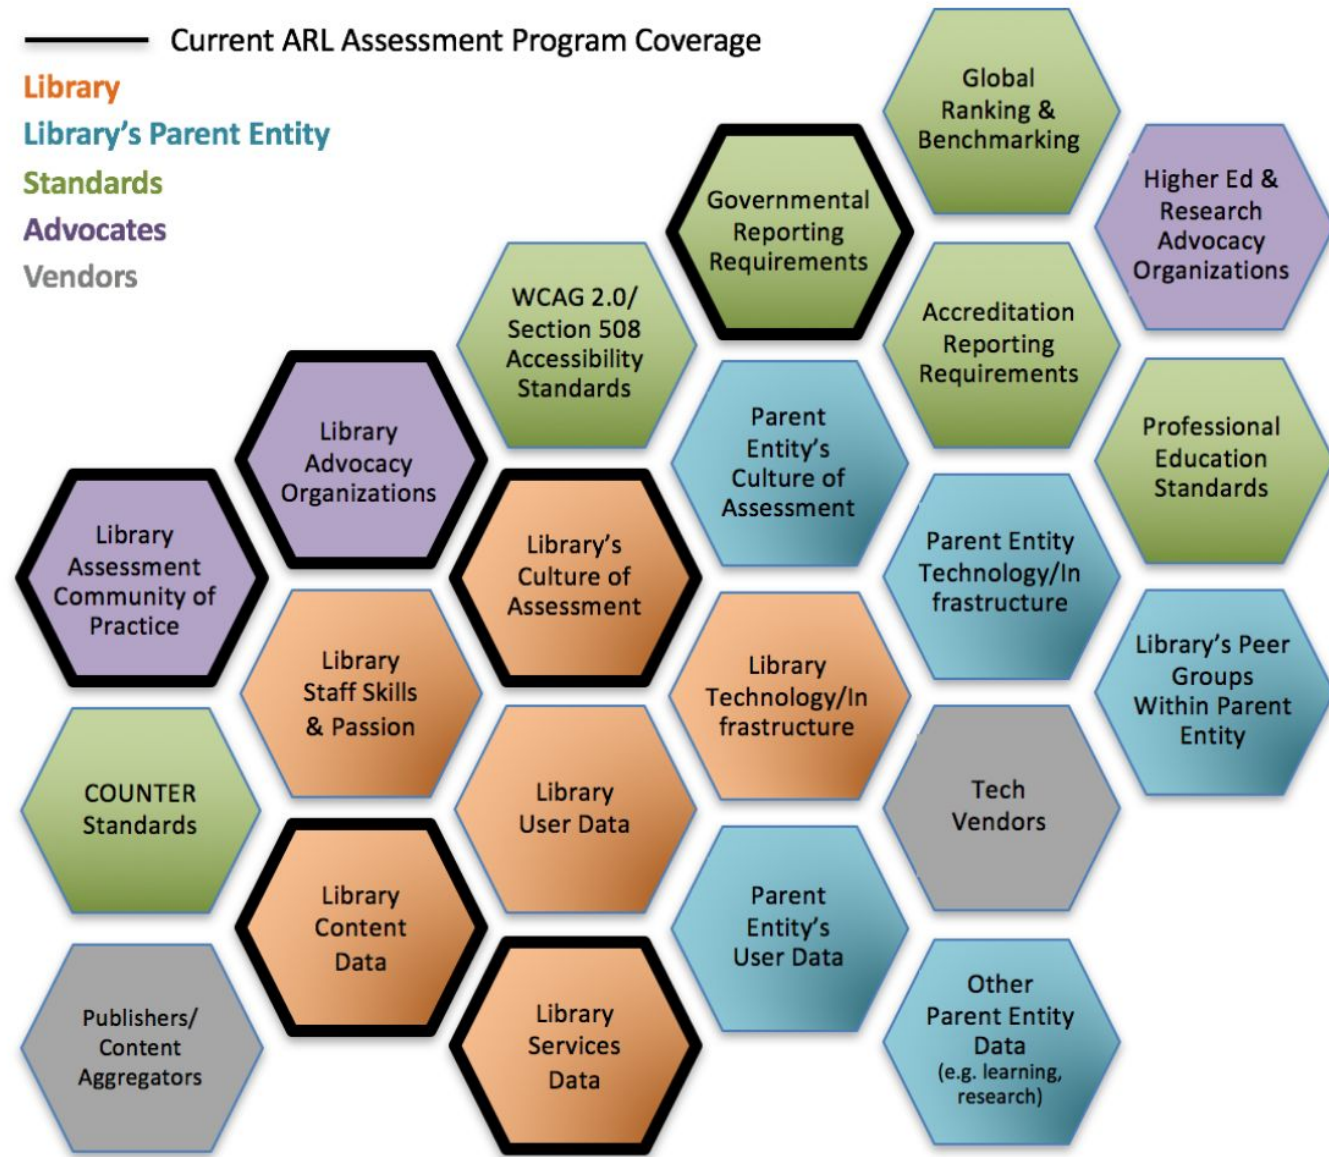 Current ARL Assessment Program Coverage
Library
Library's Parent Entity
Standards
Advocates
Vendors
Global
Ranking &
Benchmarking
Higher Ed &
Research
Advocacy
Organizations
Governmental
Reporting
Requirements
WCAG 2.0/
Section 508
Accessibility
Standards
Accreditation
Reporting
Requirements
Library
Advocacy
Organizations
Parent
Entity's
Culture of
Assessment
Professional
Education
Standards
Library
Assessment
Community of
Practice
Library's
Culture of
Assessment
Parent Entity
Technology/In
frastructure
Library
Staff Skills
& Passion
Library
Technology/In
frastructure
Library's Peer
Groups
Within Parent
Entity
COUNTER
Standards
Library
User Data
Tech
Vendors
Library
Content
Data
Parent
Entity's
User Data
Publishers/
Content
Aggregators
Library
Services
Data
Other
Parent Entity
Data
(e.g. learning,
research)